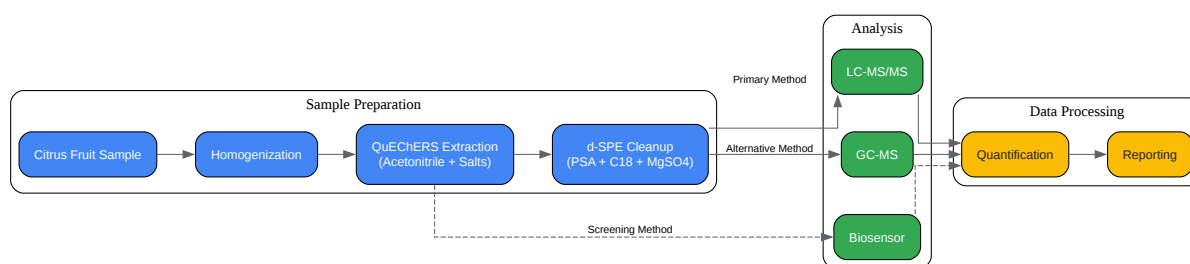 Analysis
LC-MS/MS
Primary Method
Sample Preparation
Data Processing
Citrus Fruit Sample
Homogenization
QuEChERS Extraction
(Acetonitrile + Salts)
d-SPE Cleanup
(PSA + C18 + MgSO4)
Alternative Method
GC-MS
Quantification
Reporting
Screening Method
Biosensor